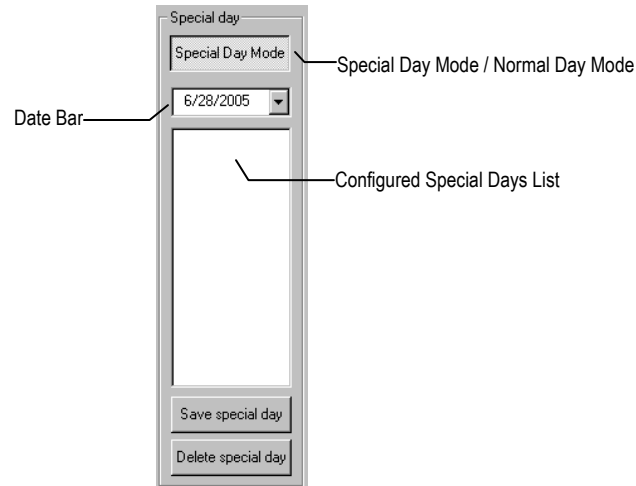 Special day
Special Day Mode
Special Day Mode / Normal Day Mode
6/28/2005
Date Bar
Configured Special Days List
Save special day
Delete special day